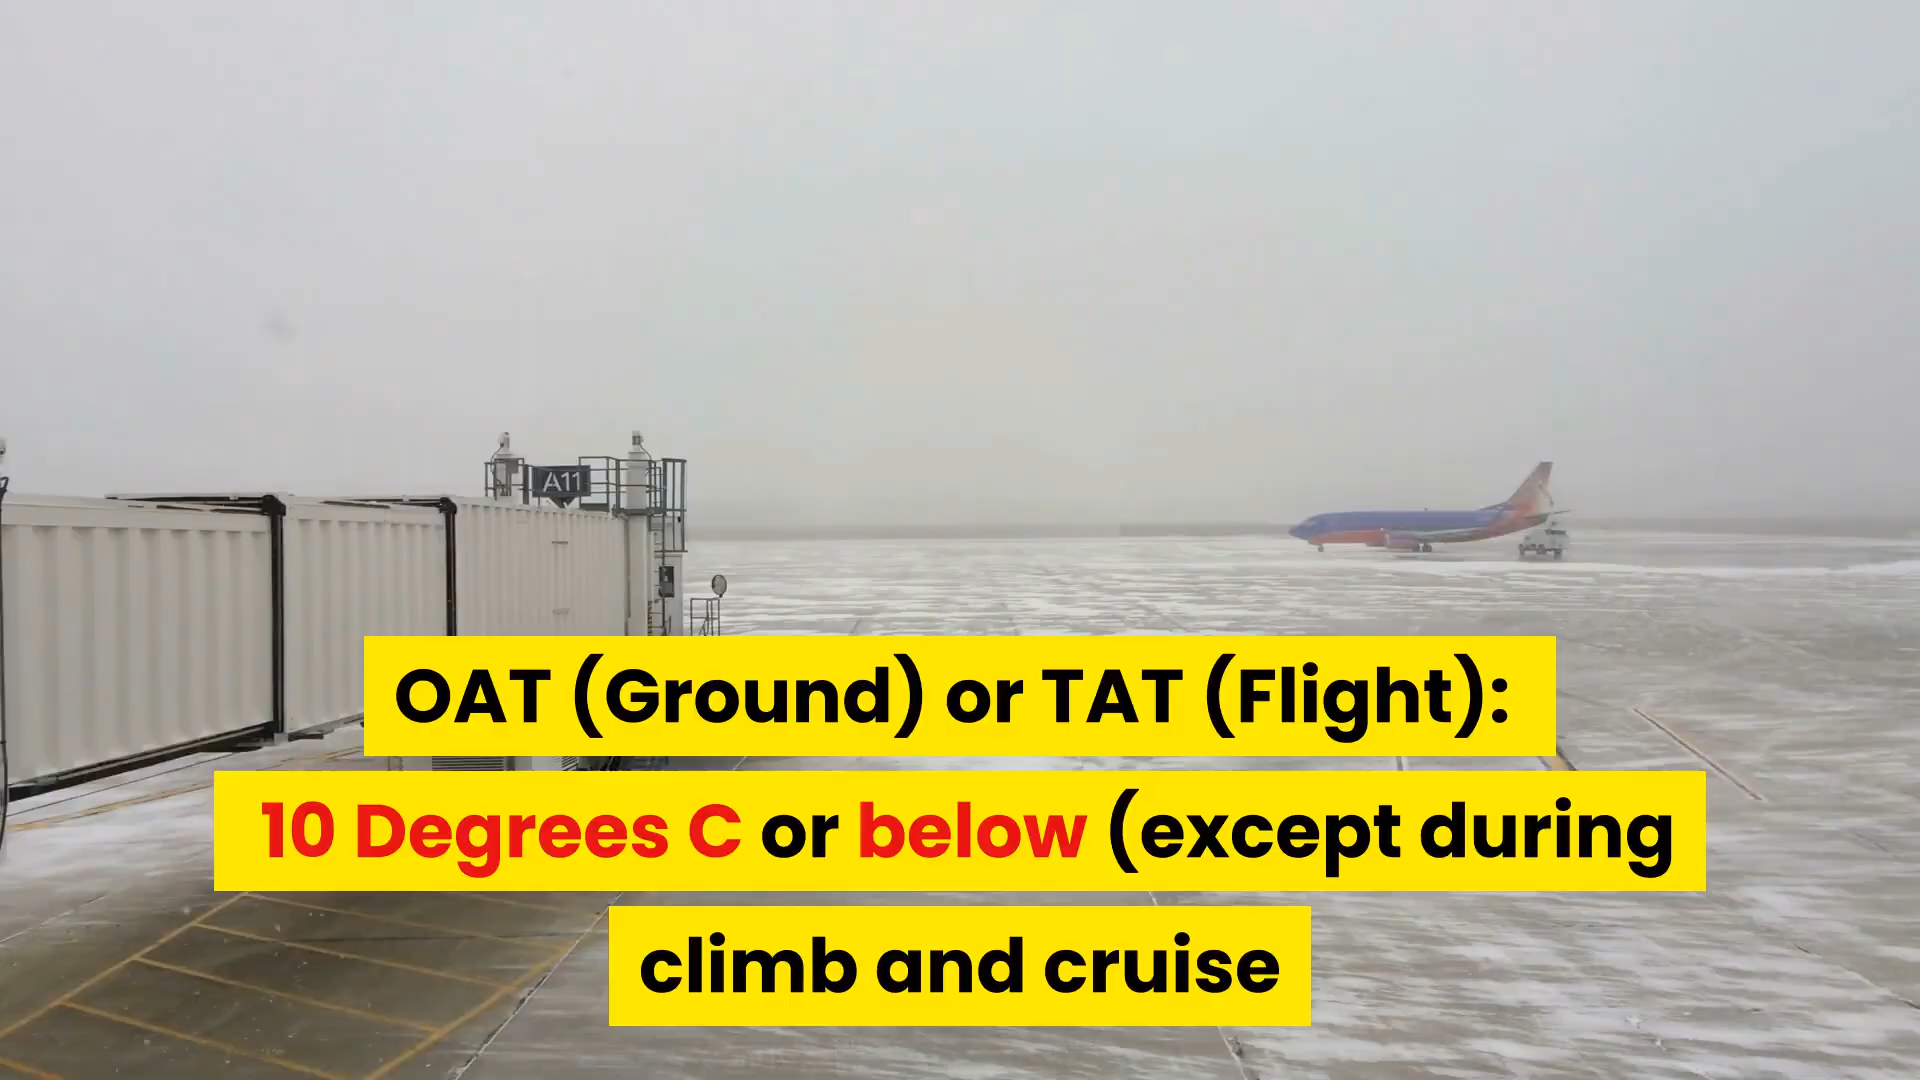 A11
OAT (Ground) or TAT (Flight):
10 Degrees C or below (except during
climb and cruise